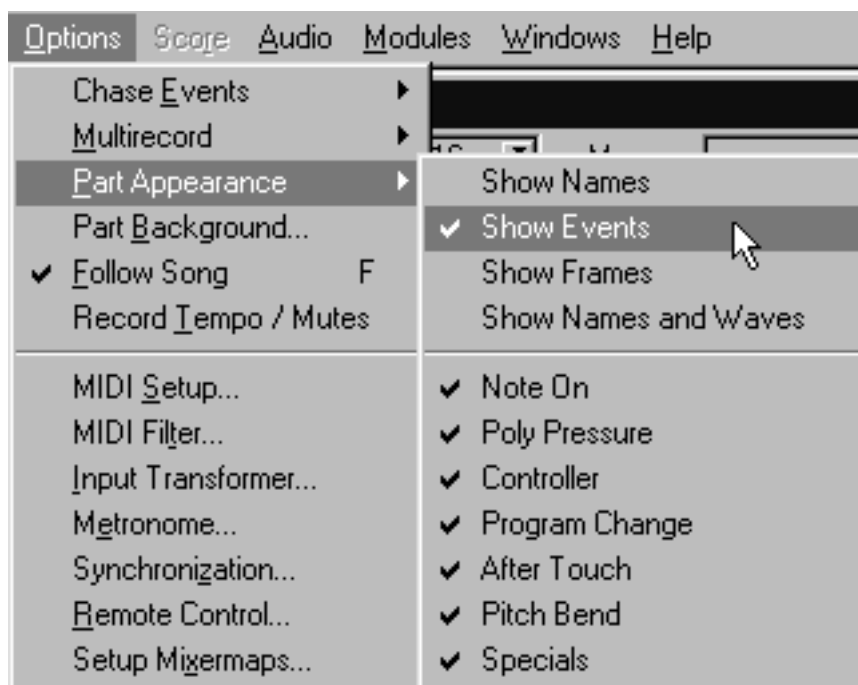 Options Score Audio Modules Windows Help
Chase Events
Multirecord
Part Appearance
Part Background...
Follow Song F
Record Tempo / Mutes
MIDI Setup...
MIDI Filter...
Input Transformer...
Metronome...
Synchronization...
Remote Control...
Setup Mixermaps...
Show Names
Show Events
Show Frames
Show Names and Waves
Note On
Poly Pressure
Controller
Program Change
After Touch
Pitch Bend
Specials